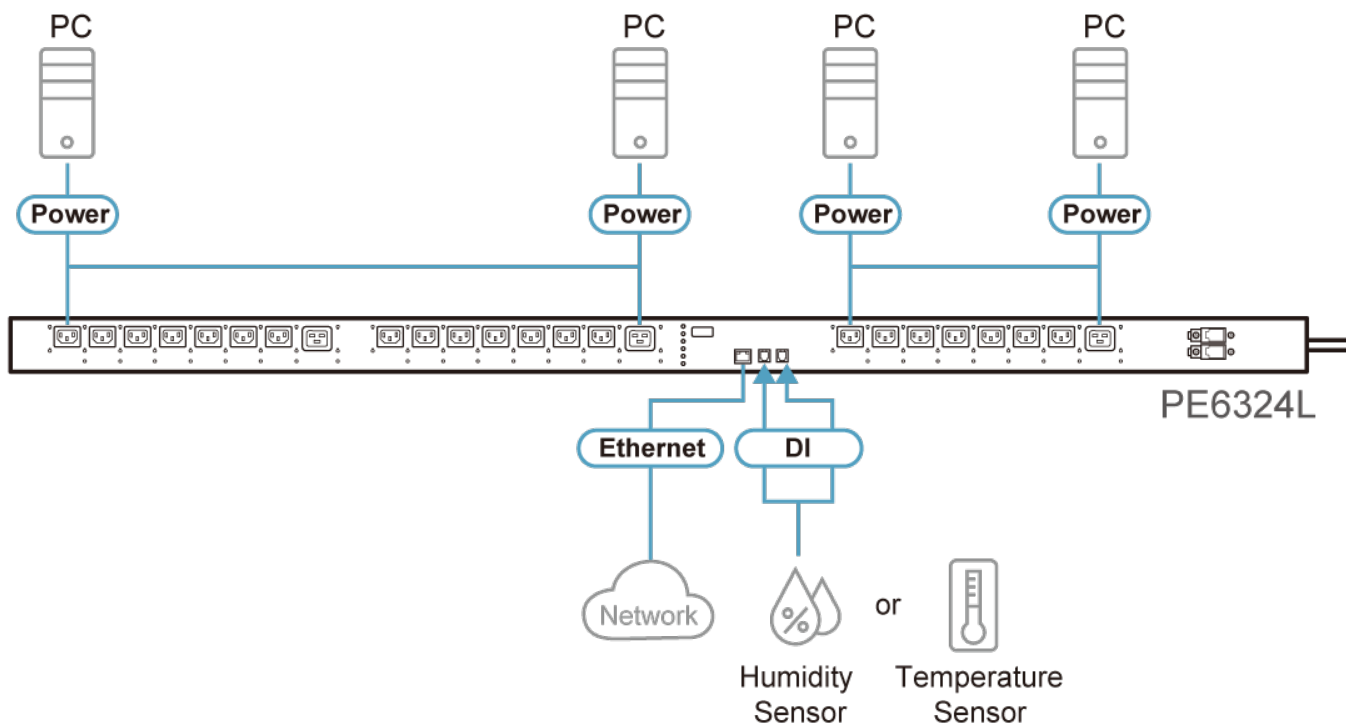 PC
PC
PC
PC
Power
Power
Power
Power
PE6324L
Ethernet
DI
Network
%
or
Humidity
Sensor
Temperature
Sensor